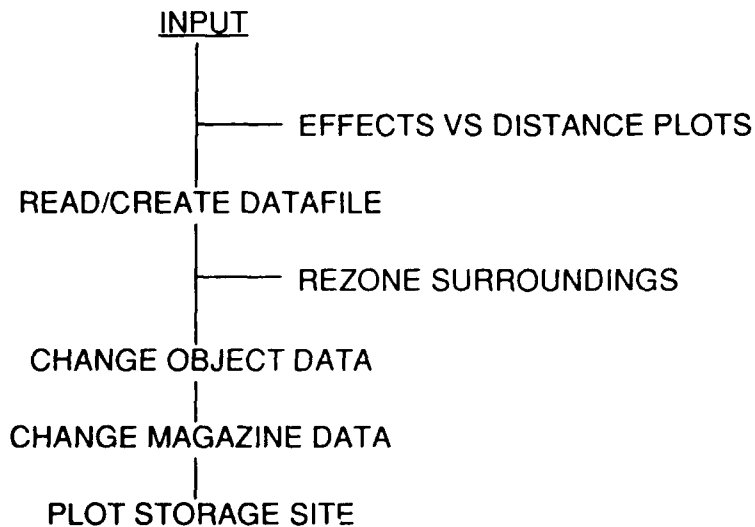 INPUT
EFFECTS VS DISTANCE PLOTS
READ/CREATE DATAFILE
REZONE SURROUNDINGS
CHANGE OBJECT DATA
CHANGE MAGAZINE DATA
PLOT STORAGE SITE